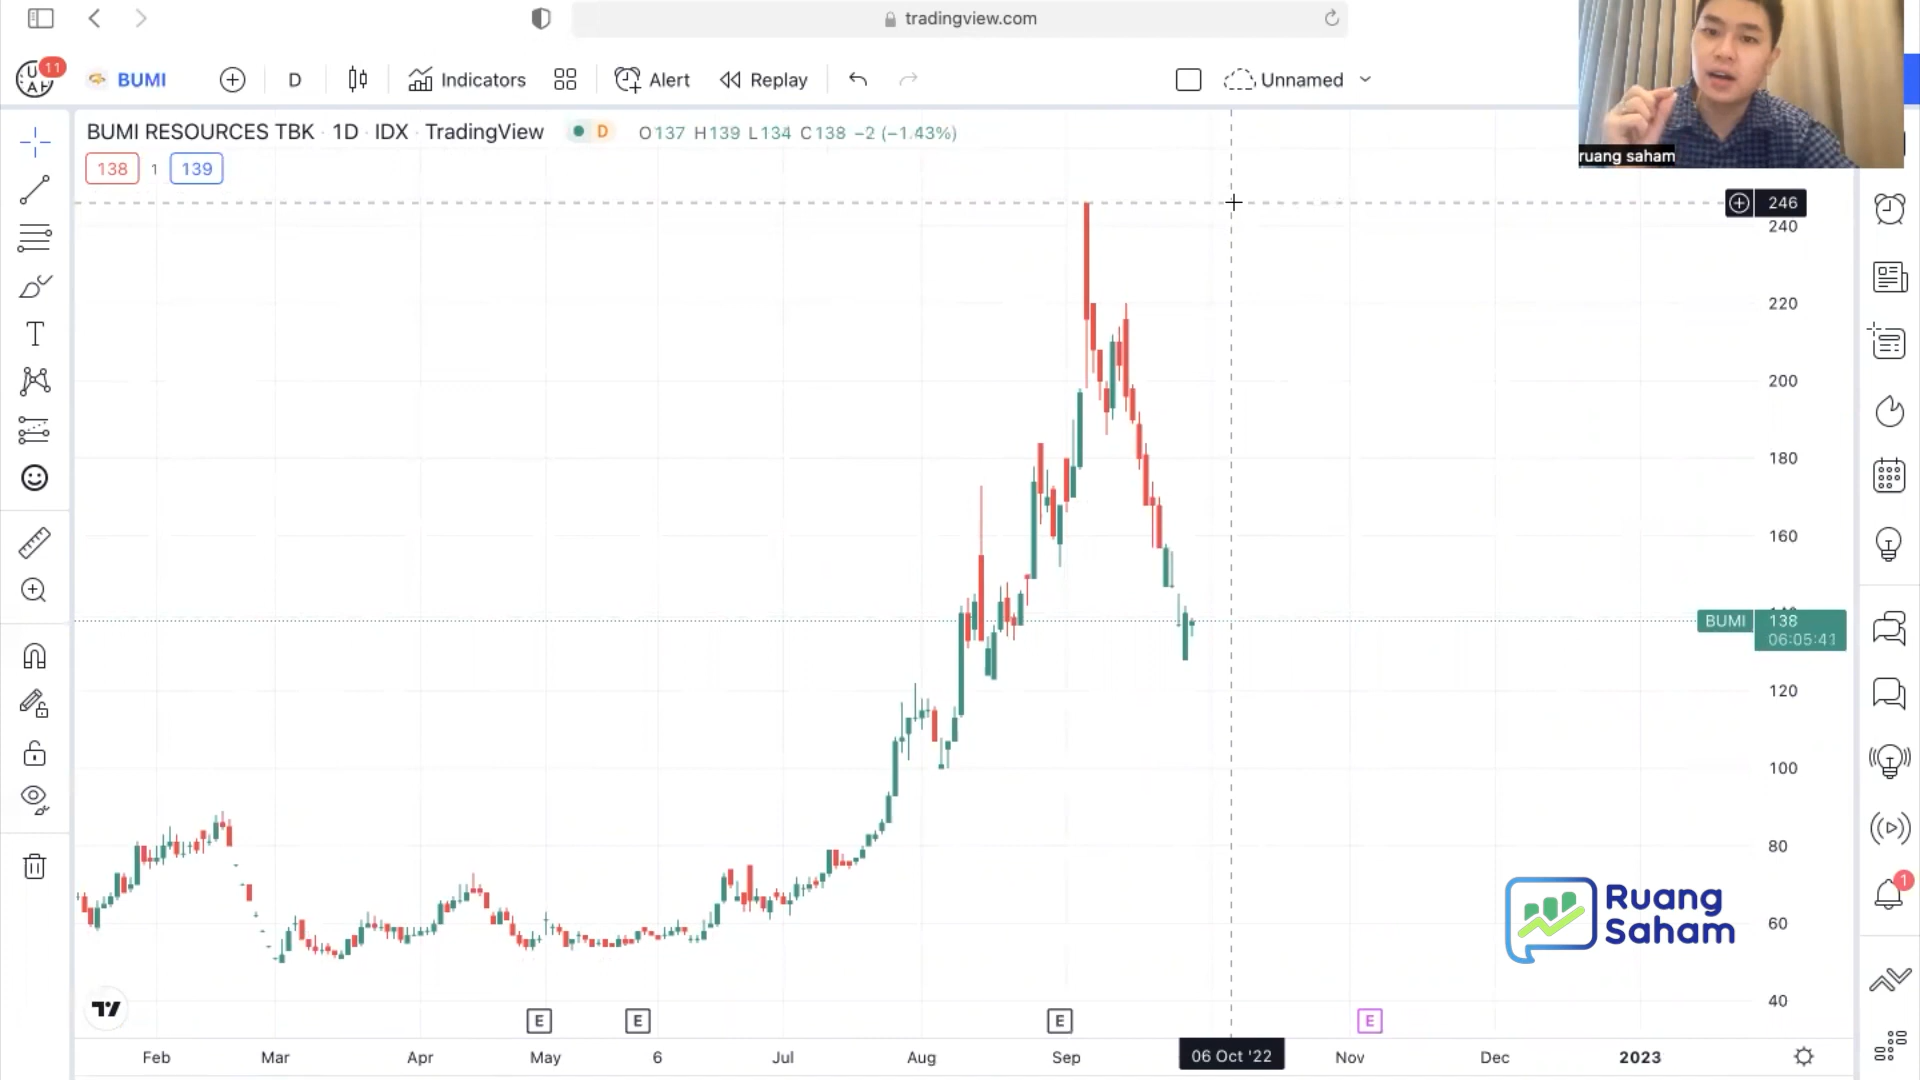 tradingview.com
11
BUMI
D
Indicators
Alert
Replay
Unnamed
BUMI RESOURCES TBK · 1D · IDX · TradingView
D
O137 H139 L134 C138 −2 (−1.43%)
138
1
139
ruang saham
246
240
220
200
180
160
140
BUMI
138
06:05:41
120
100
80
60
40
1
Ruang
Saham
E
E
E
E
Feb
Mar
Apr
May
6
Jul
Aug
Sep
06 Oct '22
Nov
Dec
2023